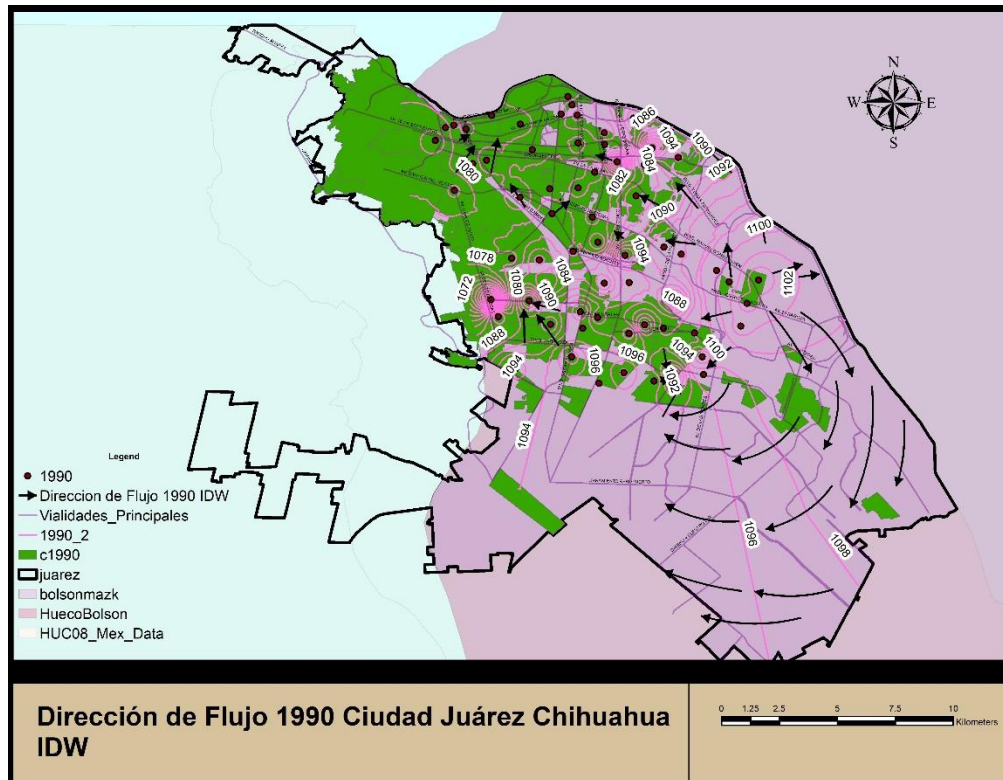 N
W E
S
1086
1094
1090
1092
1084
1082
1080
1090
1100
1094
1078
1084
1102
1072
1080
1090
1088
1088
1100
1094
1096
1096
1094
1092
1094
1096
1098
Legend
1990
Direccion de Flujo 1990 IDW
Vialidades_Principales
1990_2
c1990
juarez
bolsonmazk
HuecoBolson
HUC08_Mex_Data
Dirección de Flujo 1990 Ciudad Juárez Chihuahua
IDW
0 1.25 2.5 5 7.5 10
Kilometers